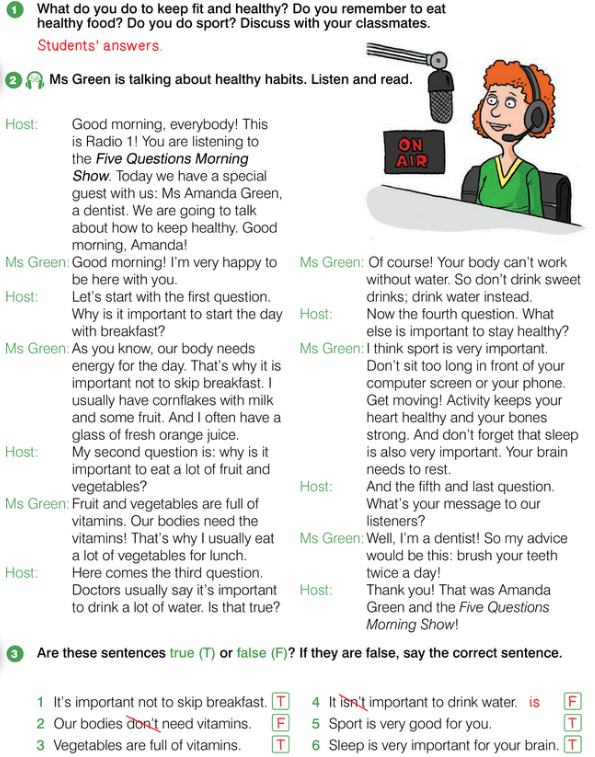 1 What do you do to keep fit and healthy? Do you remember to eat
healthy food? Do you do sport? Discuss with your classmates.
Students' answers.
2 Ms Green is talking about healthy habits. Listen and read.
ON
AIR
Host: Good morning, everybody! This
is Radio 1! You are listening to
the Five Questions Morning
Show. Today we have a special
guest with us: Ms Amanda Green,
a dentist. We are going to talk
about how to keep healthy. Good
morning, Amanda!
Ms Green: Good morning! I'm very happy to
be here with you.
Host: Let's start with the first question.
Why is it important to start the day
with breakfast?
Ms Green: As you know, our body needs
energy for the day. That's why it is
important not to skip breakfast. I
usually have cornflakes with milk
and some fruit. And I often have a
glass of fresh orange juice.
Host: My second question is: why is it
important to eat a lot of fruit and
vegetables?
Ms Green: Fruit and vegetables are full of
vitamins. Our bodies need the
vitamins! That's why I usually eat
a lot of vegetables for lunch.
Host: Here comes the third question.
Doctors usually say it's important
to drink a lot of water. Is that true?
Ms Green: Of course! Your body can't work
without water. So don't drink sweet
drinks; drink water instead.
Host: Now the fourth question. What
else is important to stay healthy?
Ms Green: I think sport is very important.
Don't sit too long in front of your
computer screen or your phone.
Get moving! Activity keeps your
heart healthy and your bones
strong. And don't forget that sleep
is also very important. Your brain
needs to rest.
Host: And the fifth and last question.
What's your message to our
listeners?
Ms Green: Well, I'm a dentist! So my advice
would be this: brush your teeth
twice a day!
Host: Thank you! That was Amanda
Green and the Five Questions
Morning Show!
3 Are these sentences true (T) or false (F)? If they are false, say the correct sentence.
1 It's important not to skip breakfast. T
2 Our bodies don't need vitamins. F
3 Vegetables are full of vitamins. T
4 It isn't important to drink water. is F
5 Sport is very good for you. T
6 Sleep is very important for your brain. T